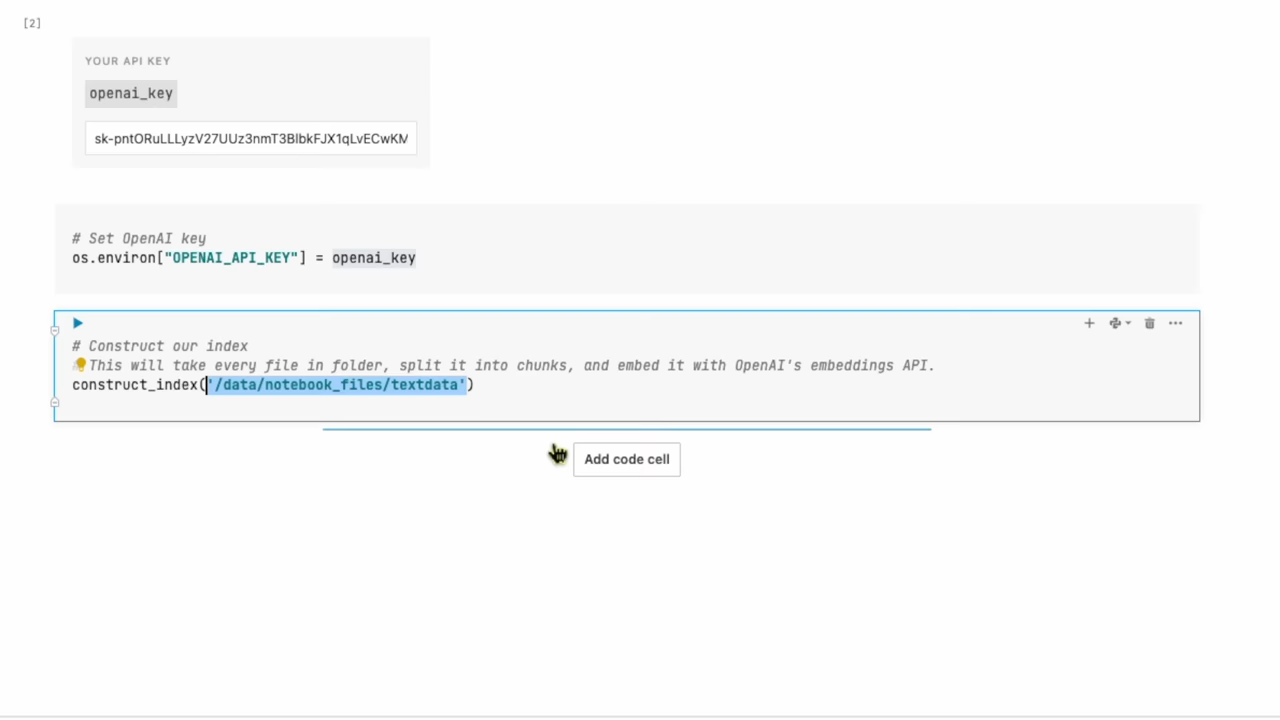 [2]
YOUR API KEY
openai_key
sk-pntORuLLLyzV27UUz3nmT3BlbkFJX1qLvECwKM
# Set OpenAI key
os.environ["OPENAI_API_KEY"] = openai_key
# Construct our index
This will take every file in folder, split it into chunks, and embed it with OpenAI's embeddings API.
construct_index('/data/notebook_files/textdata')
Add code cell